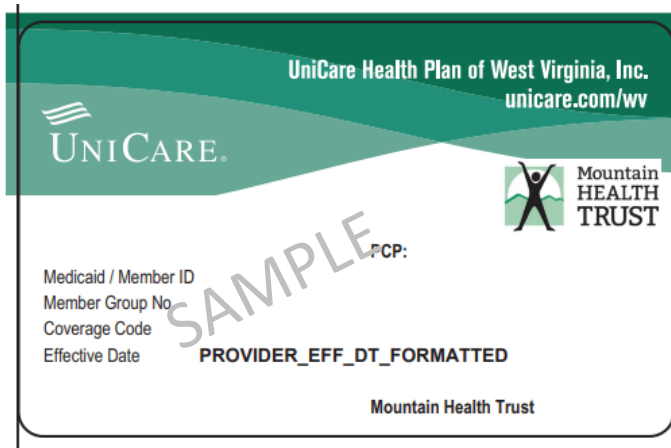 UniCare Health Plan of West Virginia, Inc.
unicare.com/wv
UNICARE®
Mountain
HEALTH
TRUST
SAMPLE
PCP:
Medicaid / Member ID
Member Group No
Coverage Code
Effective Date PROVIDER_EFF_DT_FORMATTED
Mountain Health Trust